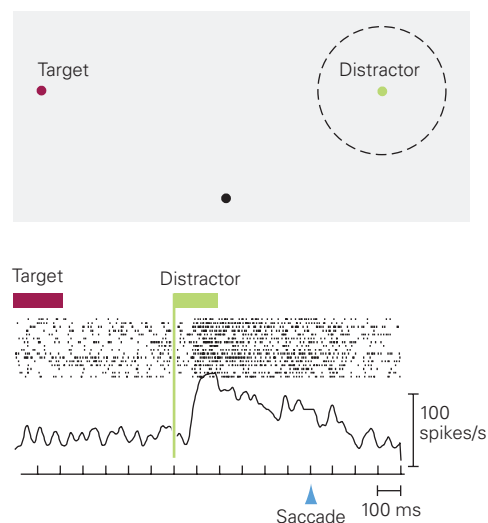 Target
Distractor
Target
Distractor
100
spikes/s
Saccade
100 ms